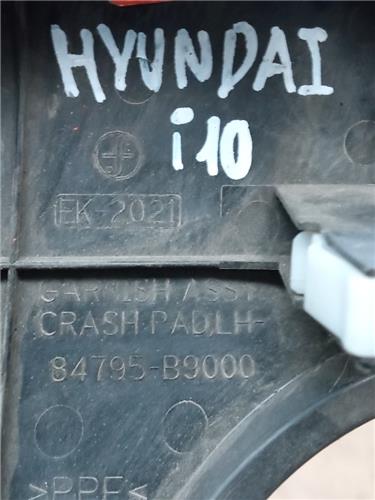 HYUNDAI
i10
EK-2021
GARNISH ASSY
CRASH PAD,LH-
84795-B9000
>PPF<